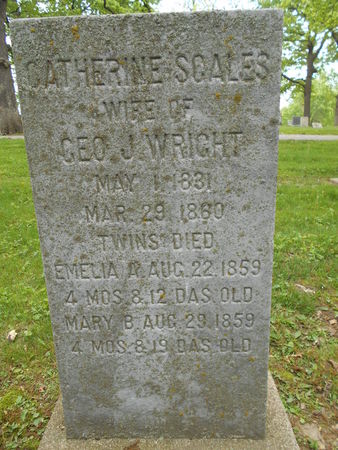 CATHERINE SCALES
WIFE OF
GEO J. WRIGHT
MAY 1. 1831
MAR. 29. 1860
TWINS DIED
EMELIA A. AUG. 22. 1859
4 MOS. & 12 DAS. OLD
MARY B. AUG. 29. 1859
4 MOS. & 19 DAS. OLD